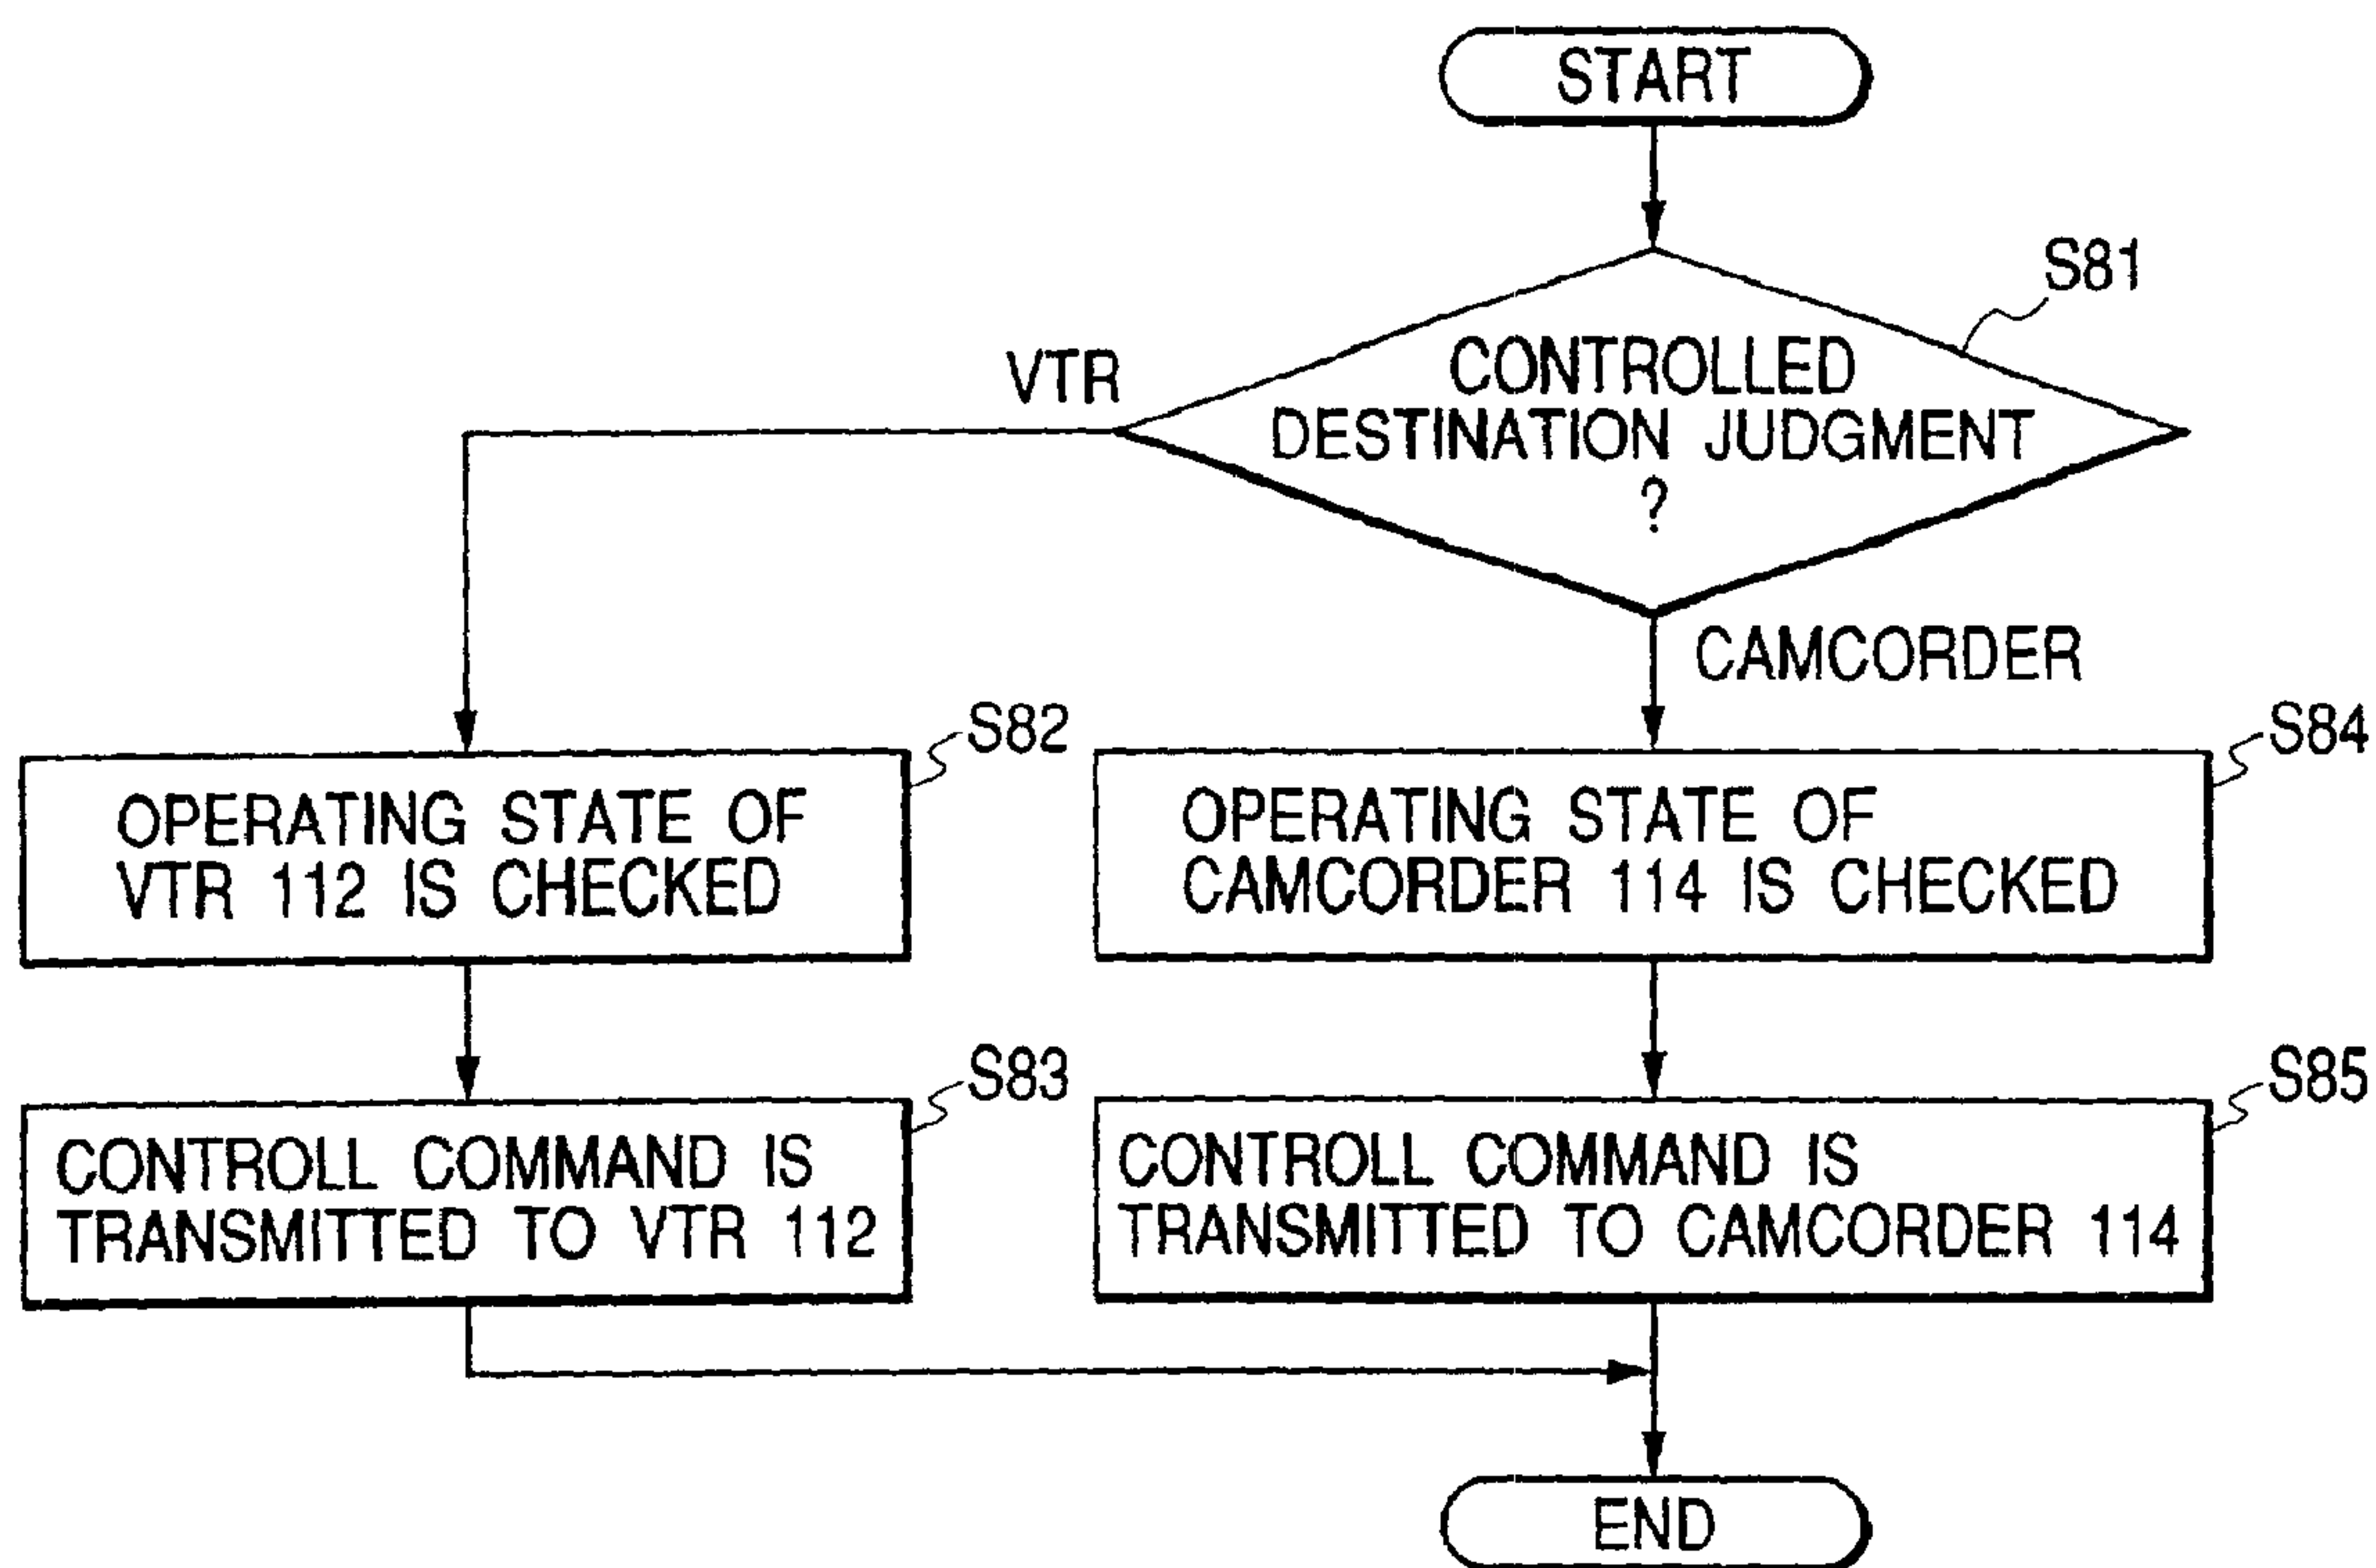 START
S81
CONTROLLED
DESTINATION JUDGMENT
?
VTR
CAMCORDER
S82
OPERATING STATE OF
VTR 112 IS CHECKED
S84
OPERATING STATE OF
CAMCORDER 114 IS CHECKED
S83
CONTROLL COMMAND IS
TRANSMITTED TO VTR 112
S85
CONTROLL COMMAND IS
TRANSMITTED TO CAMCORDER 114
END